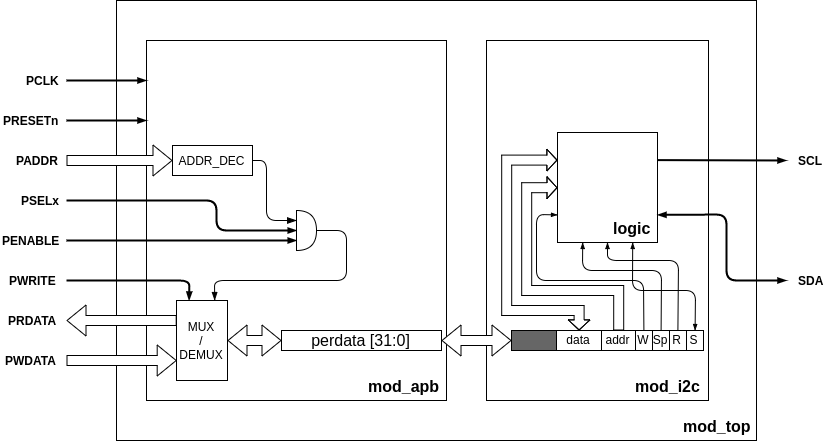 PCLK
PRESETn
PADDR
ADDR_DEC
SCL
PSELx
logic
PENABLE
PWRITE
SDA
PRDATA
MUX
/
DEMUX
perdata [31:0]
data
addr
W
Sp
R
S
PWDATA
mod_apb
mod_i2c
mod_top